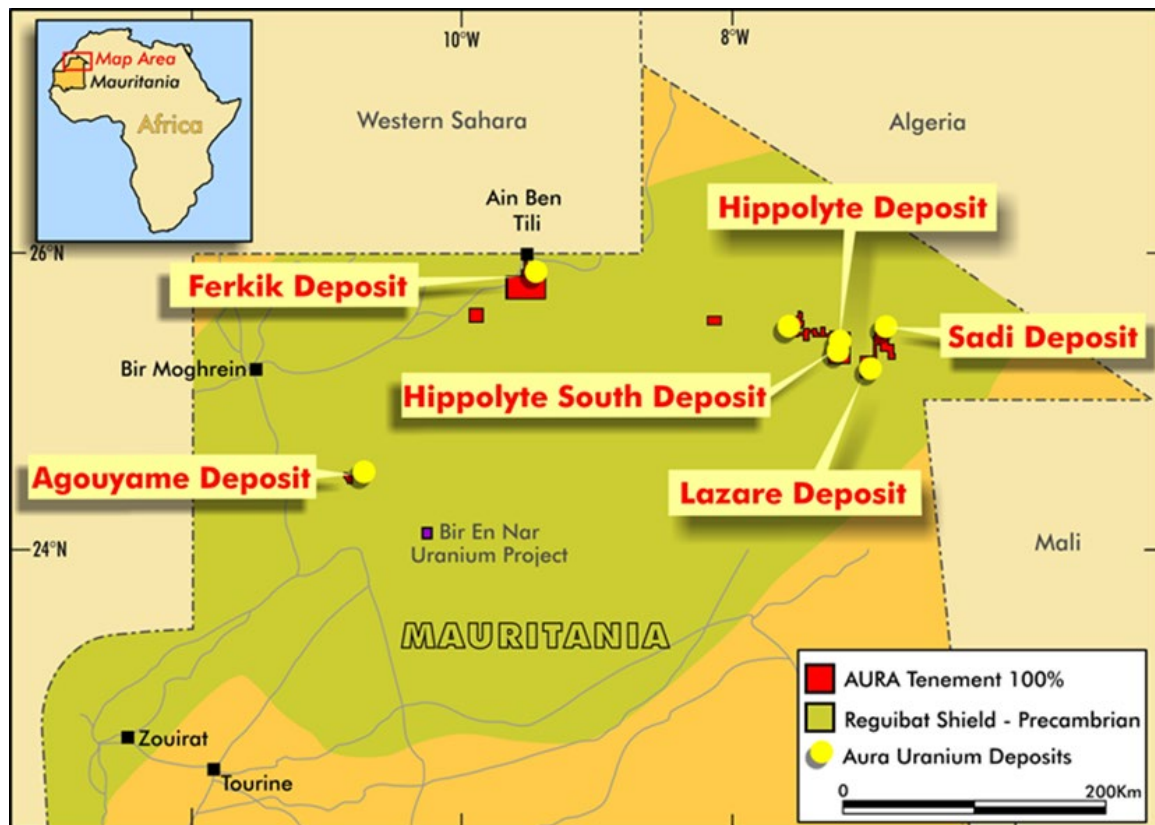 10°W
8°W
Map Area
Mauritania
Africa
Western Sahara
Algeria
Ain Ben
Tili
Hippolyte Deposit
26°N
Ferkik Deposit
Sadi Deposit
Bir Moghrein
Hippolyte South Deposit
Agouyame Deposit
Lazare Deposit
Bir En Nar
Uranium Project
24°N
Mali
MAURITANIA
AURA Tenement 100%
Reguibat Shield - Precambrian
Aura Uranium Deposits
Zouirat
Tourine
0
200Km